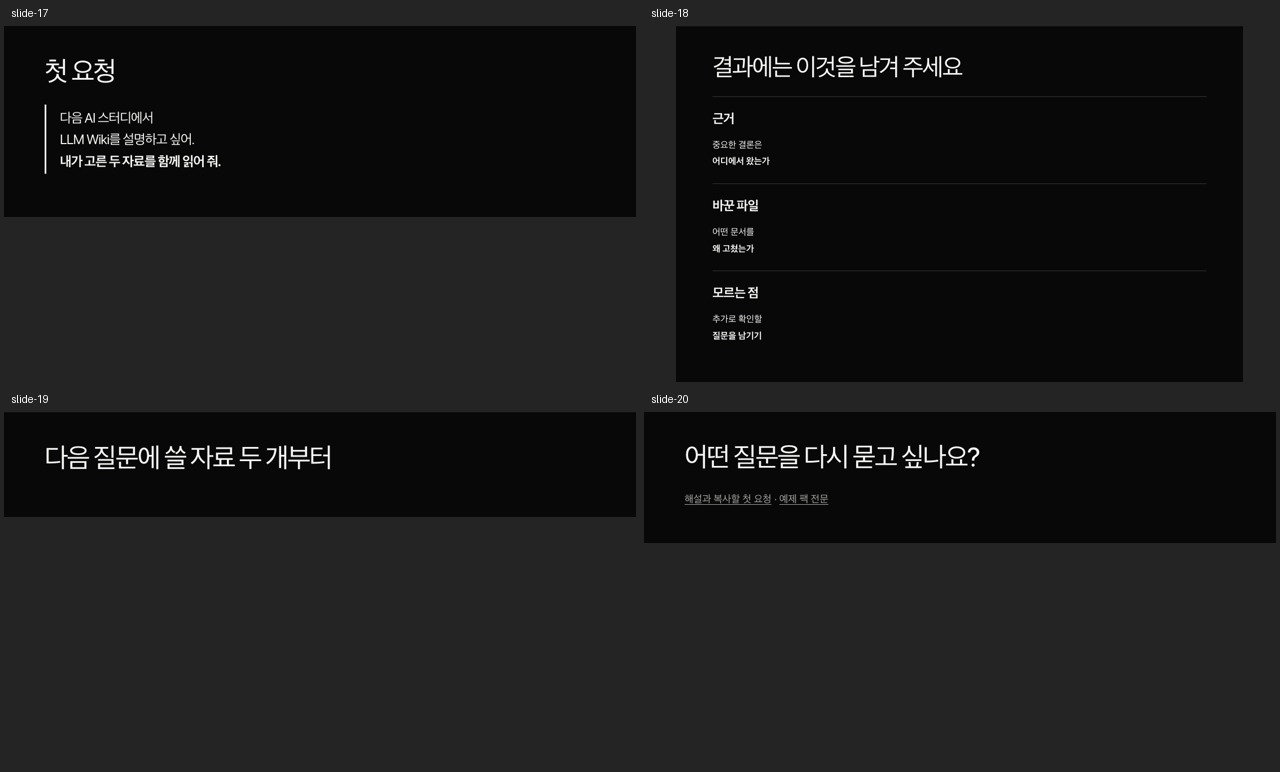 slide-17
첫 요청
다음 AI 스터디에서
LLM Wiki를 설명하고 싶어.
내가 고른 두 자료를 함께 읽어 줘.
slide-18
결과에는 이것을 남겨 주세요
근거
중요한 결론은
어디에서 왔는가
바꾼 파일
어떤 문서를
왜 고쳤는가
모르는 점
추가로 확인할
질문을 남기기
slide-19
다음 질문에 쓸 자료 두 개부터
slide-20
어떤 질문을 다시 묻고 싶나요?
해설과 복사할 첫 요청 · 예제 팩 전문